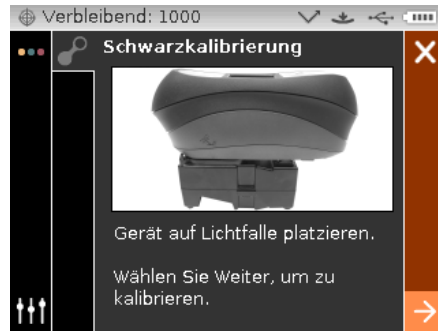 Verbleibend: 1000
Schwarzkalibrierung
Gerät auf Lichtfalle platzieren.
Wählen Sie Weiter, um zu
kalibrieren.